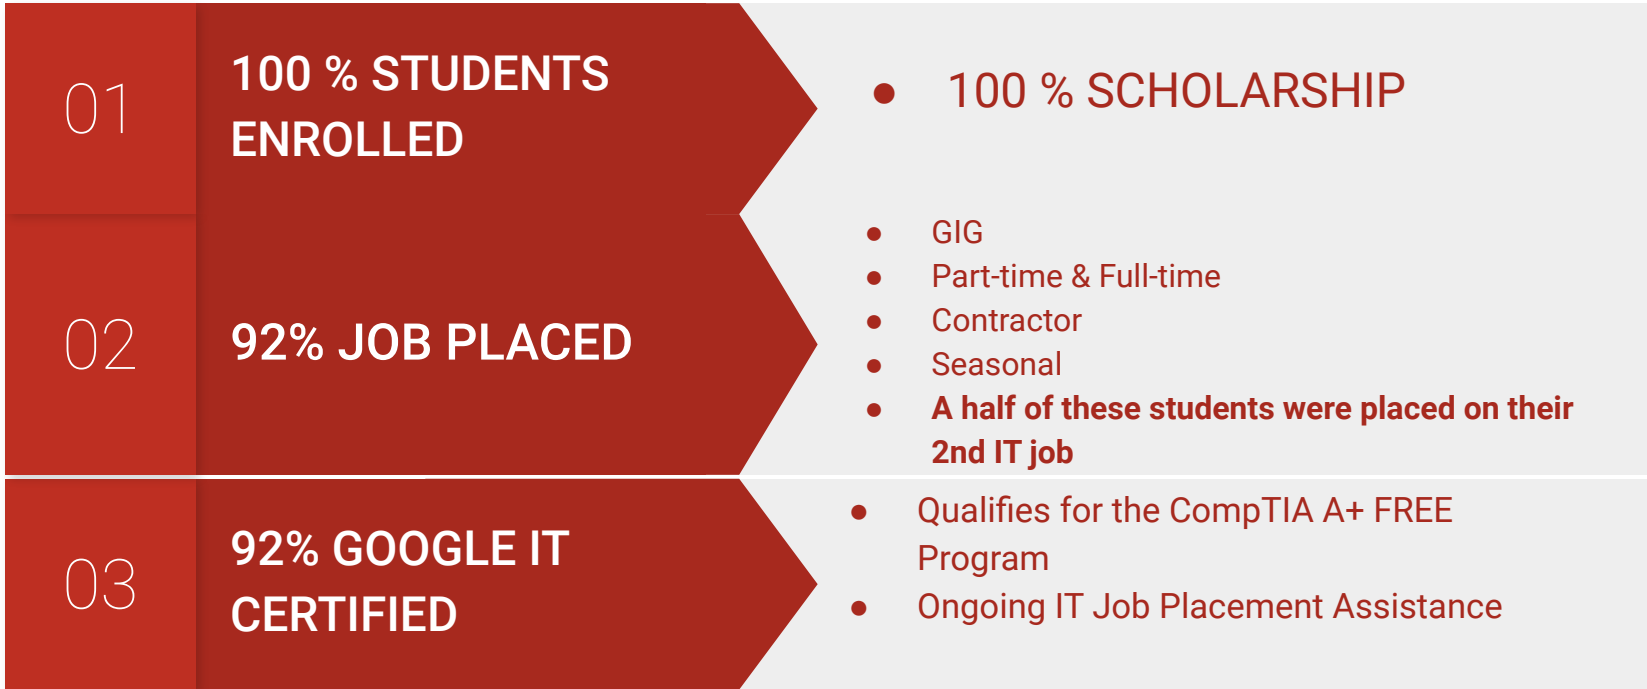 01
100 % STUDENTS
ENROLLED
● 100 % SCHOLARSHIP
02
92% JOB PLACED
● GIG
● Part-time & Full-time
● Contractor
● Seasonal
● A half of these students were placed on their
2nd IT job
03
92% GOOGLE IT
CERTIFIED
● Qualifies for the CompTIA A+ FREE
Program
● Ongoing IT Job Placement Assistance